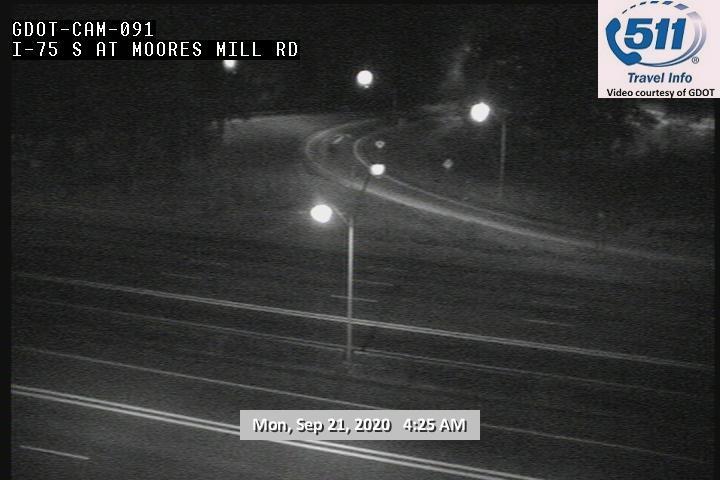 GDOT-CAM-091
I-75 S AT MOORES MILL RD
511
®
Travel Info
Video courtesy of GDOT
Mon, Sep 21, 2020 4:25 AM